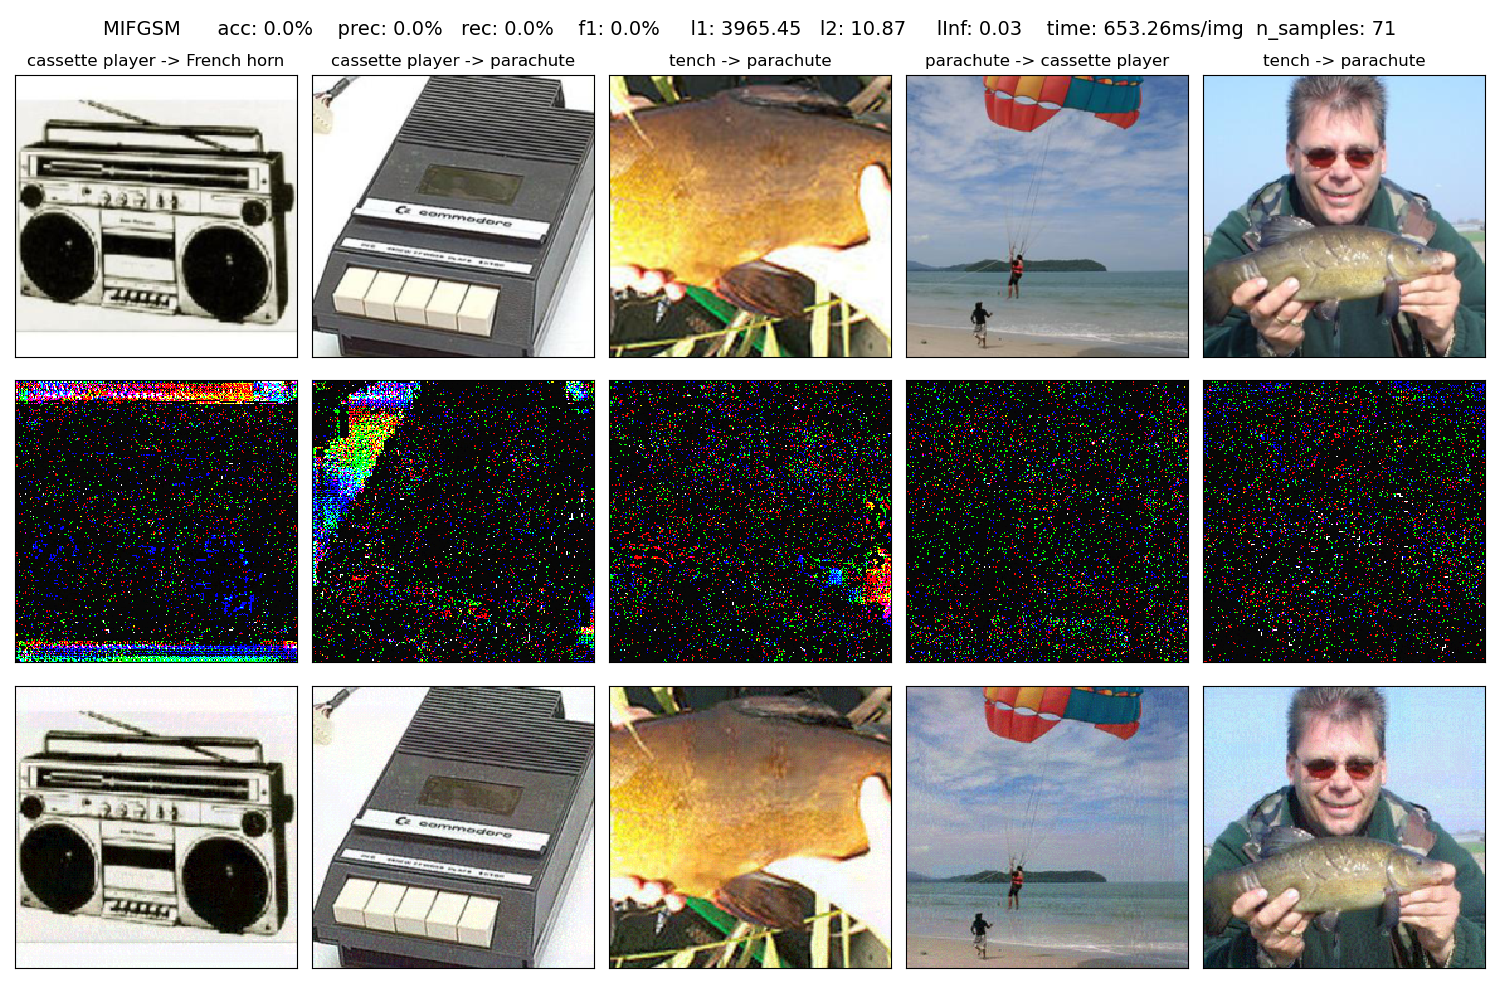 MIFGSM acc: 0.0% prec: 0.0% rec: 0.0% f1: 0.0% l1: 3965.45 l2: 10.87 lInf: 0.03 time: 653.26ms/img n_samples: 71
cassette player -> French horn
cassette player -> parachute
tench -> parachute
parachute -> cassette player
tench -> parachute
commodore
commodore